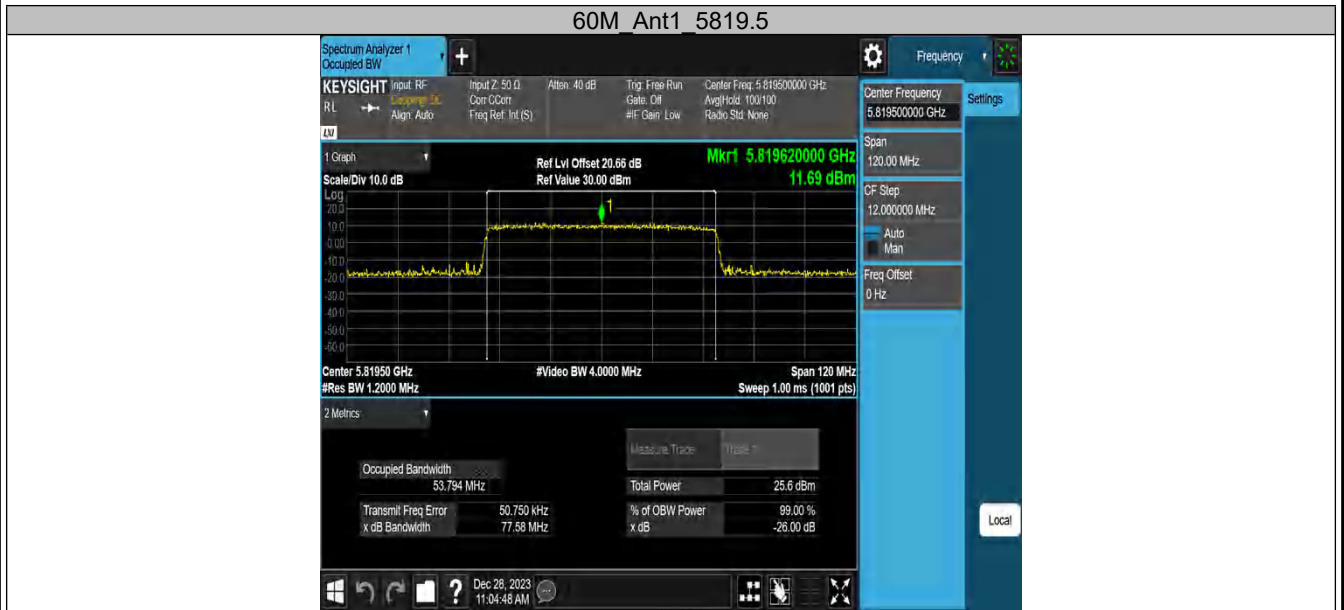 60M_Ant1_5819.5
Spectrum Analyzer 1
Occupied BW
+
Frequency
KEYSIGHT
RL
Input: RF
Coupling: DC
Align: Auto
Input Z: 50 Ω
Corr CCorr
Freq Ref: Int (S)
Atten: 40 dB
Trig: Free Run
Gate: Off
#IF Gain: Low
Center Freq: 5.819500000 GHz
Avg|Hold: 100/100
Radio Std: None
LXI
Center Frequency
5.819500000 GHz
Settings
Span
120.00 MHz
CF Step
12.000000 MHz
Auto
Man
Freq Offset
0 Hz
Local
1 Graph
Scale/Div 10.0 dB
Ref Lvl Offset 20.66 dB
Ref Value 30.00 dBm
Mkr1 5.819620000 GHz
11.69 dBm
Log
20.0
10.0
0.00
-10.0
-20.0
-30.0
-40.0
-50.0
-60.0
1
Center 5.81950 GHz
#Res BW 1.2000 MHz
#Video BW 4.0000 MHz
Span 120 MHz
Sweep 1.00 ms (1001 pts)
2 Metrics
Measure Trace Trace 1
Occupied Bandwidth
53.794 MHz
Total Power 25.6 dBm
Transmit Freq Error 50.750 kHz
% of OBW Power 99.00 %
x dB Bandwidth 77.58 MHz
x dB -26.00 dB
?
Dec 28, 2023
11:04:48 AM